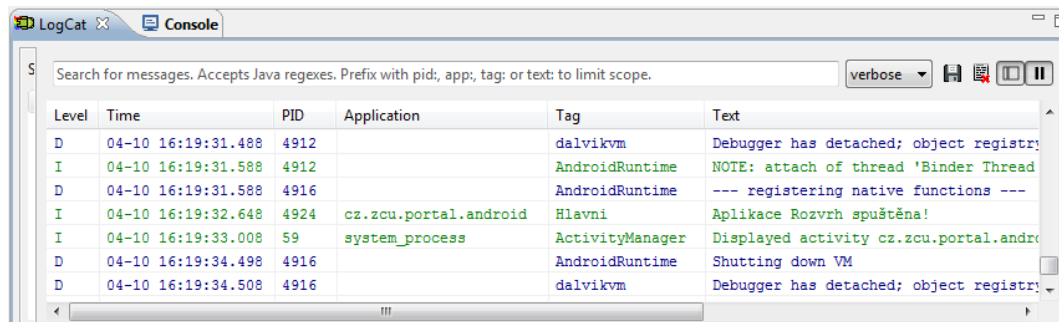 LogCat Console
S Search for messages. Accepts Java regexes. Prefix with pid:, app:, tag: or text: to limit scope. verbose
Level Time PID Application Tag Text
D 04-10 16:19:31.488 4912 dalvikvm Debugger has detached; object registry
I 04-10 16:19:31.588 4912 AndroidRuntime NOTE: attach of thread 'Binder Thread
D 04-10 16:19:31.588 4916 AndroidRuntime --- registering native functions ---
I 04-10 16:19:32.648 4924 cz.zcu.portal.android Hlavni Aplikace Rozvrh spuštěna!
I 04-10 16:19:33.008 59 system_process ActivityManager Displayed activity cz.zcu.portal.andro
D 04-10 16:19:34.498 4916 AndroidRuntime Shutting down VM
D 04-10 16:19:34.508 4916 dalvikvm Debugger has detached; object registry